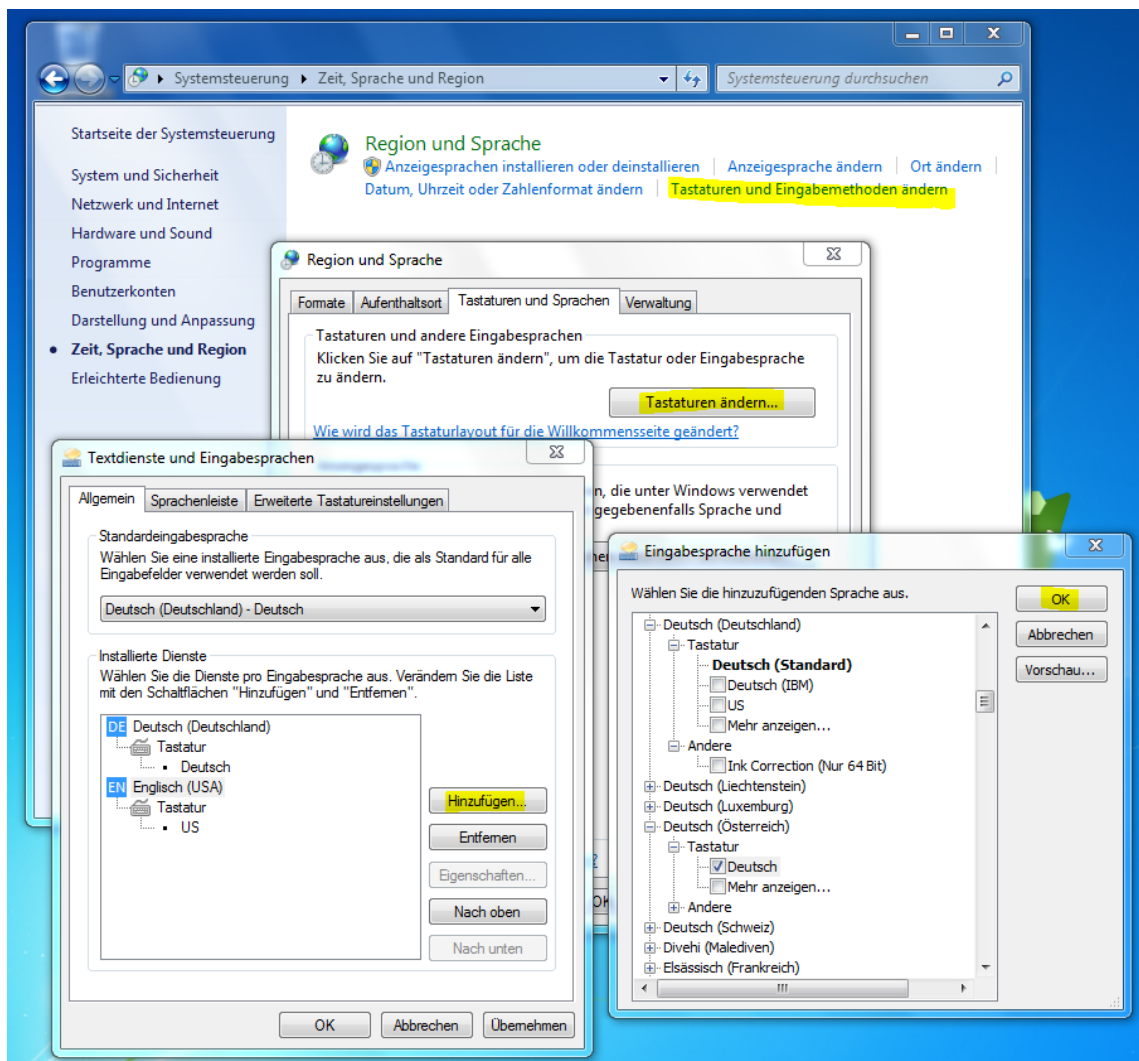 Systemsteuerung ▸ Zeit, Sprache und Region
Systemsteuerung durchsuchen
Startseite der Systemsteuerung
System und Sicherheit
Netzwerk und Internet
Hardware und Sound
Programme
Benutzerkonten
Darstellung und Anpassung
Zeit, Sprache und Region
Erleichterte Bedienung
Region und Sprache
Anzeigesprachen installieren oder deinstallieren
Anzeigesprache ändern
Ort ändern
Datum, Uhrzeit oder Zahlenformat ändern
Tastaturen und Eingabemethoden ändern
Region und Sprache
Formate
Aufenthaltsort
Tastaturen und Sprachen
Verwaltung
Tastaturen und andere Eingabesprachen
Klicken Sie auf "Tastaturen ändern", um die Tastatur oder Eingabesprache
zu ändern.
Tastaturen ändern...
Wie wird das Tastaturlayout für die Willkommensseite geändert?
n, die unter Windows verwendet
gegebenenfalls Sprache und
Textdienste und Eingabesprachen
Allgemein
Sprachenleiste
Erweiterte Tastatureinstellungen
Standardeingabesprache
Wählen Sie eine installierte Eingabesprache aus, die als Standard für alle
Eingabefelder verwendet werden soll.
Deutsch (Deutschland) - Deutsch
Installierte Dienste
Wählen Sie die Dienste pro Eingabesprache aus. Verändern Sie die Liste
mit den Schaltflächen "Hinzufügen" und "Entfernen".
DE Deutsch (Deutschland)
Tastatur
Deutsch
EN Englisch (USA)
Tastatur
US
Hinzufügen...
Entfernen
Eigenschaften...
Nach oben
Nach unten
OK
Abbrechen
Übernehmen
Eingabesprache hinzufügen
Wählen Sie die hinzuzufügenden Sprache aus.
Deutsch (Deutschland)
Tastatur
Deutsch (Standard)
Deutsch (IBM)
US
Mehr anzeigen...
Andere
Ink Correction (Nur 64 Bit)
Deutsch (Liechtenstein)
Deutsch (Luxemburg)
Deutsch (Österreich)
Tastatur
Deutsch
Mehr anzeigen...
Andere
Deutsch (Schweiz)
Divehi (Malediven)
Elsässisch (Frankreich)
OK
Abbrechen
Vorschau...